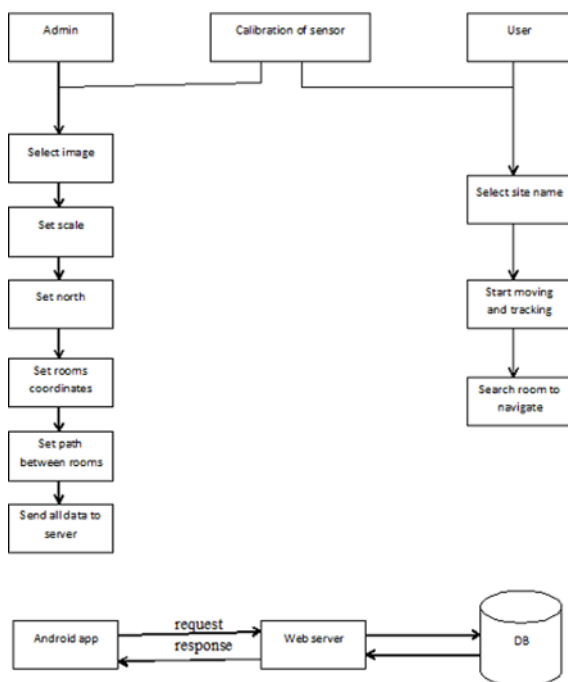 Admin
Calibration of sensor
User
Select image
Select site name
Set scale
Set north
Start moving
and tracking
Set rooms
coordinates
Search room to
navigate
Set path
between rooms
Send all data to
server
request
Android app
Web server
DB
response